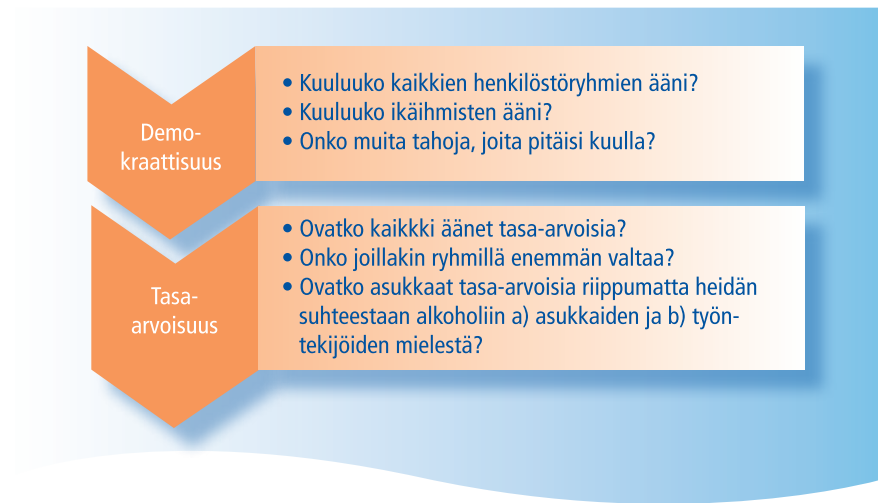 Demo-
kraattisuus
• Kuuluuko kaikkien henkilöstöryhmien ääni?
• Kuuluuko ikäihmisten ääni?
• Onko muita tahoja, joita pitäisi kuulla?
Tasa-
arvoisuus
• Ovatko kaikkki äänet tasa-arvoisia?
• Onko joillakin ryhmillä enemmän valtaa?
• Ovatko asukkaat tasa-arvoisia riippumatta heidän
suhteestaan alkoholiin a) asukkaiden ja b) työn-
tekijöiden mielestä?